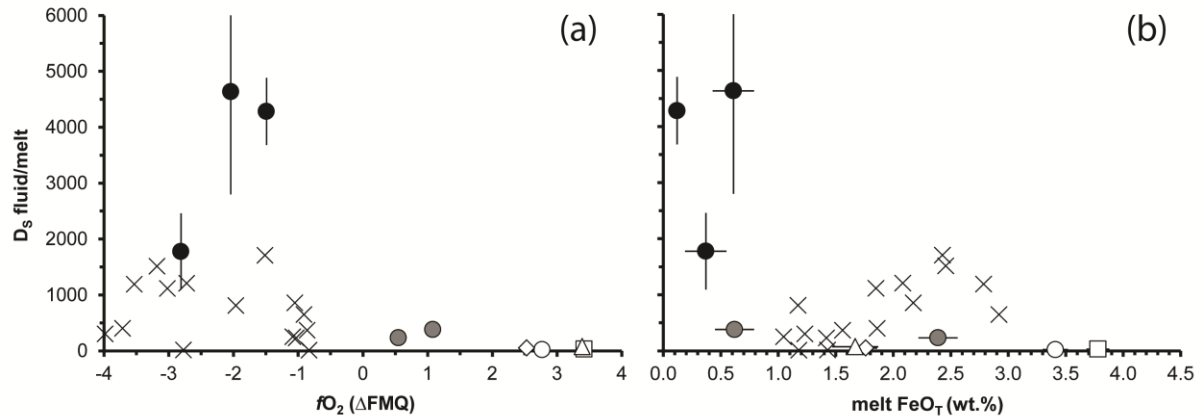 (a)
6000
5000
4000
3000
2000
1000
0
D_S fluid/melt
-4 -3 -2 -1 0 1 2 3 4
fO₂ (ΔFMQ)
(b)
0.0 0.5 1.0 1.5 2.0 2.5 3.0 3.5 4.0 4.5
melt FeO_T (wt.%)